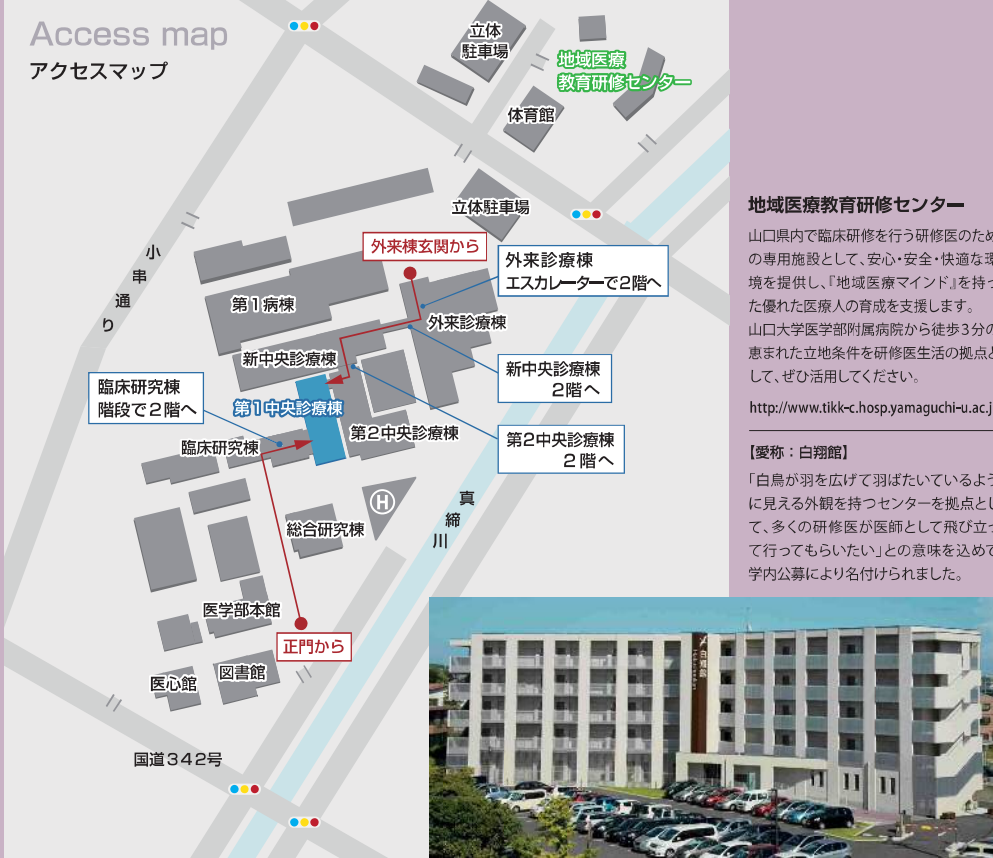 Access map
アクセスマップ
立体
駐車場
地域医療
教育研修センター
体育館
立体駐車場
小串通り
外来棟玄関から
外来診療棟
エスカレーターで2階へ
第1病棟
外来診療棟
新中央診療棟
新中央診療棟
2階へ
臨床研究棟
階段で2階へ
第1中央診療棟
第2中央診療棟
第2中央診療棟
2階へ
臨床研究棟
H
真締川
総合研究棟
医学部本館
正門から
図書館
医心館
国道342号
地域医療教育研修センター
山口県内で臨床研修を行う研修医のため
の専用施設として、安心・安全・快適な環
境を提供し、『地域医療マインド』を持っ
た優れた医療人の育成を支援します。
山口大学医学部附属病院から徒歩3分の
恵まれた立地条件を研修医生活の拠点と
して、ぜひ活用してください。
http://www.tikk-c.hosp.yamaguchi-u.ac.j
【愛称：白翔館】
「白鳥が羽を広げて羽ばたいているよう
に見える外観を持つセンターを拠点とし
て、多くの研修医が医師として飛び立っ
て行ってもらいたい」との意味を込めて
学内公募により名付けられました。
白翔館